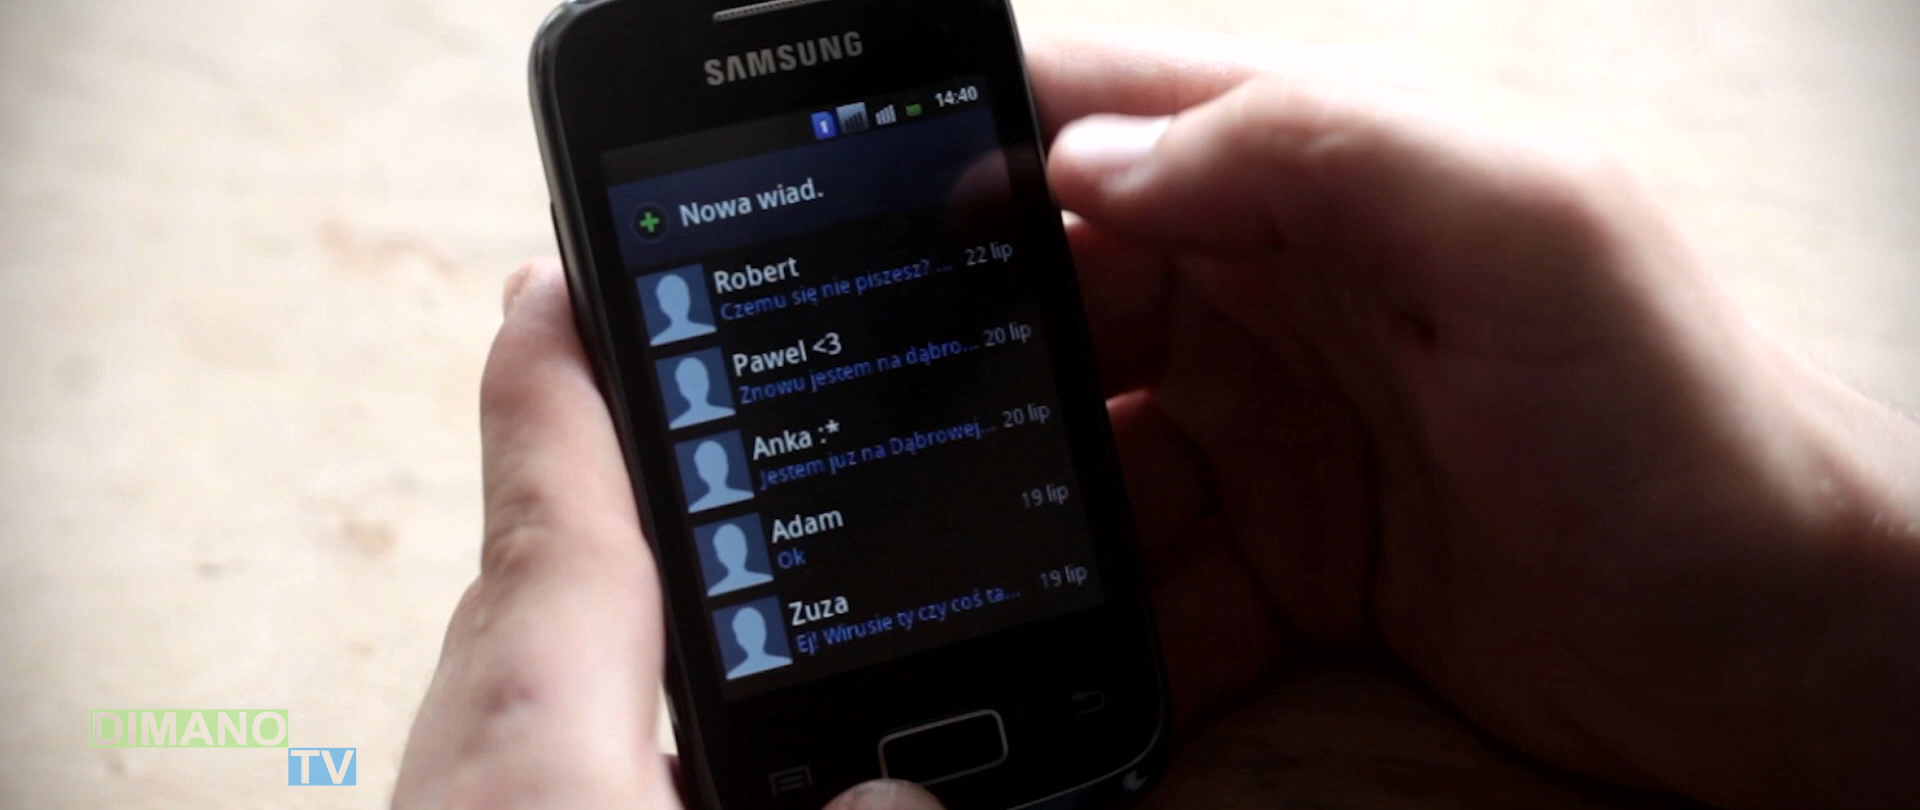 SAMSUNG
1 14:40
Nowa wiad.
Robert
Czemu się nie piszesz? ... 22 lip
Pawel <3
Znowu jestem na dąbro... 20 lip
Anka :*
Jestem juz na Dąbrowej... 20 lip
Adam
Ok 19 lip
Zuza
Ej! Wirusie ty czy coś ta... 19 lip
DIMANO
TV